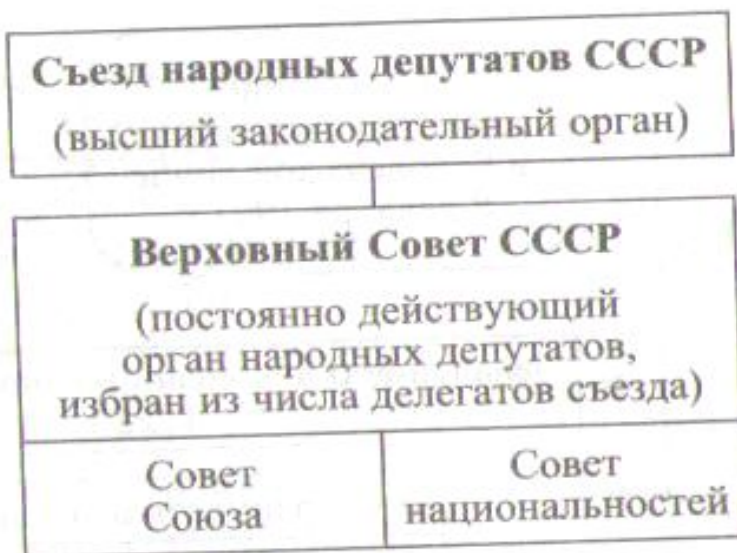 Съезд народных депутатов СССР
(высший законодательный орган)
Верховный Совет СССР
(постоянно действующий
орган народных депутатов,
избран из числа делегатов съезда)
Совет
Союза
Совет
национальностей